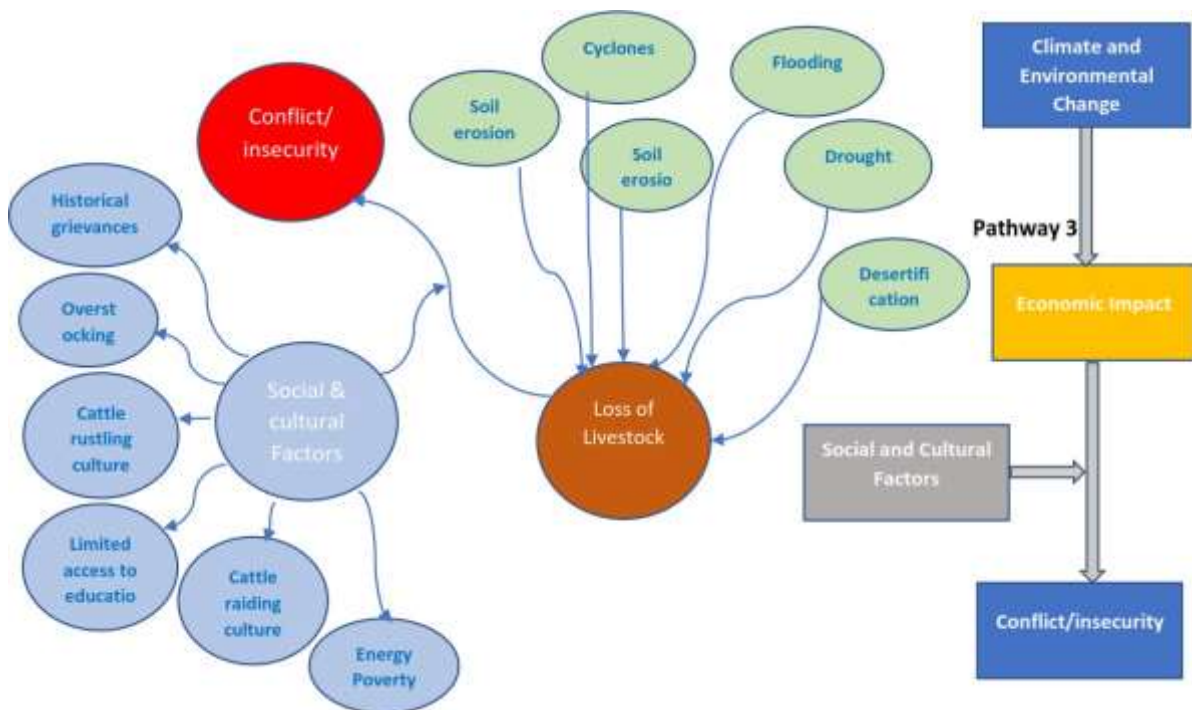 Cyclones
Flooding
Climate and
Environmental
Change
Soil
erosion
Conflict/
insecurity
Soil
erosio
Drought
Historical
grievances
Pathway 3
Desertifi
cation
Economic Impact
Overst
ocking
Social &
cultural
Factors
Loss of
Livestock
Cattle
rustling
culture
Social and Cultural
Factors
Limited
access to
educatio
Cattle
raiding
culture
Conflict/insecurity
Energy
Poverty